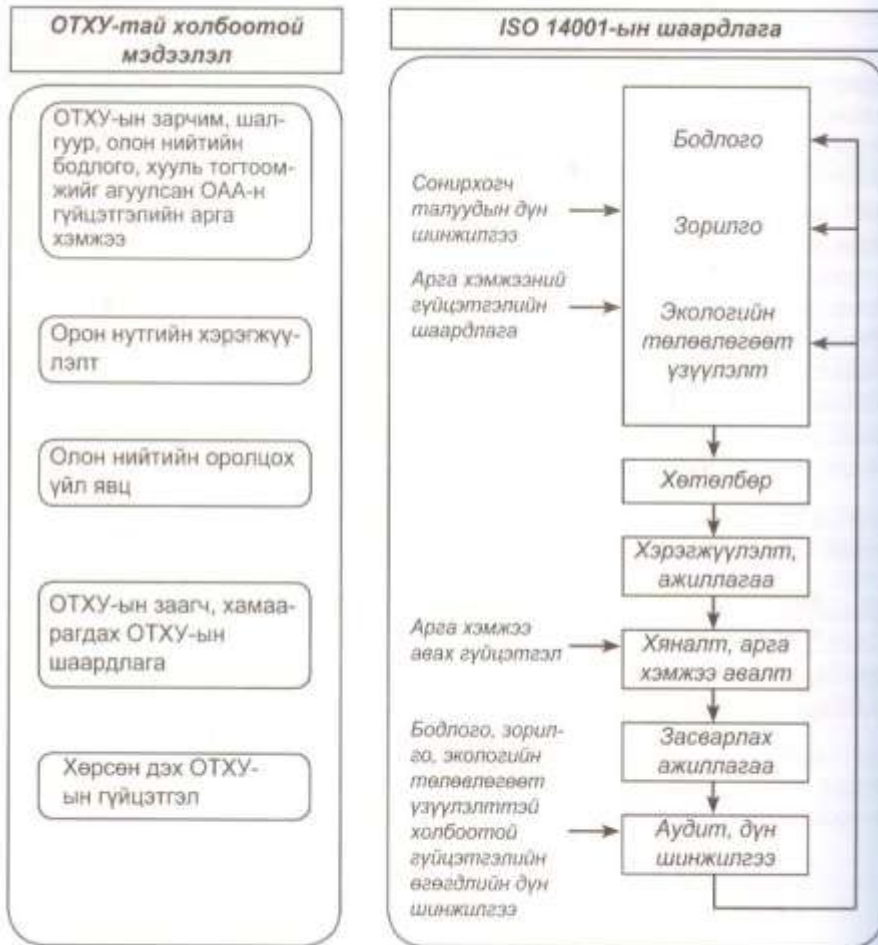 ОТХУ-тай холбоотой
мэдээлэл
ОТХУ-ын зарчим, шал-
гуур, олон нийтийн
бодлого, хууль тогтоом-
жийг агуулсан ОАА-н
гүйцэтгэлийн арга
хэмжээ
Орон нутгийн хэрэгжүү-
лэлт
Олон нийтийн оролцох
үйл явц
ОТХУ-ын заагч, хамаа-
рагдах ОТХУ-ын
шаардлага
Хөрсөн дэх ОТХУ-
ын гүйцэтгэл
ISO 14001-ын шаардлага
Сонирхогч
талуудын дүн
шинжилгээ
Арга хэмжээний
гүйцэтгэлийн
шаардлага
Бодлого
Зорилго
Экологийн
төлөвлөгөөт
үзүүлэлт
Хөтөлбөр
Хэрэгжүүлэлт,
ажиллагаа
Арга хэмжээ
авах гүйцэтгэл
Хяналт, арга
хэмжээ авалт
Засварлах
ажиллагаа
Бодлого, зорил-
го, экологийн
төлөвлөгөөт
үзүүлэлттэй
холбоотой
гүйцэтгэлийн
өгөгдлийн дүн
шинжилгээ
Аудит, дүн
шинжилгээ